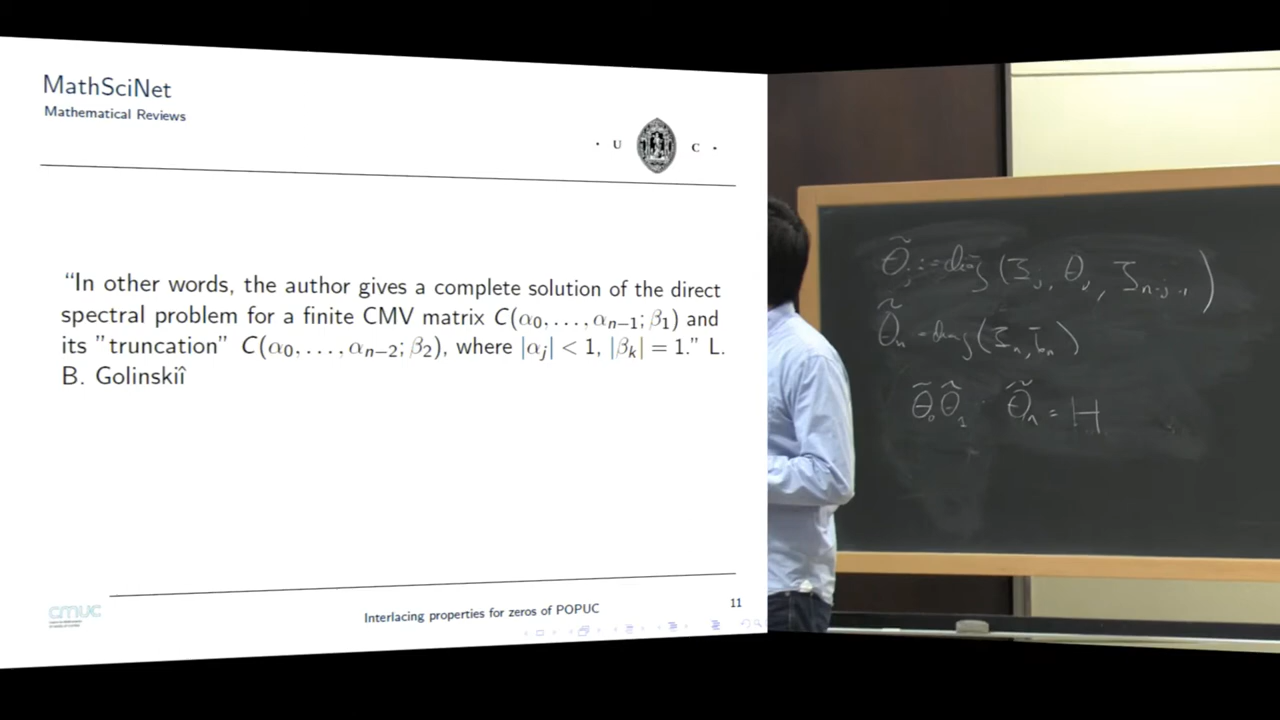 MathSciNet
Mathematical Reviews
· U C ·
“In other words, the author gives a complete solution of the direct
spectral problem for a finite CMV matrix C(α₀, . . . , αₙ₋₁; β₁) and
its ”truncation” C(α₀, . . . , αₙ₋₂; β₂), where |αⱼ| < 1, |βₖ| = 1.” L.
B. Golinskiĭ
cmuc
Interlacing properties for zeros of POPUC
11
θ̃ⱼ := diag(Iⱼ, θⱼ, Iₙ₋ⱼ₋₁)
θ̃ₙ = diag(Iₙ, b̄ₙ)
θ̃₀ θ̃₁ · θ̃ₙ = H